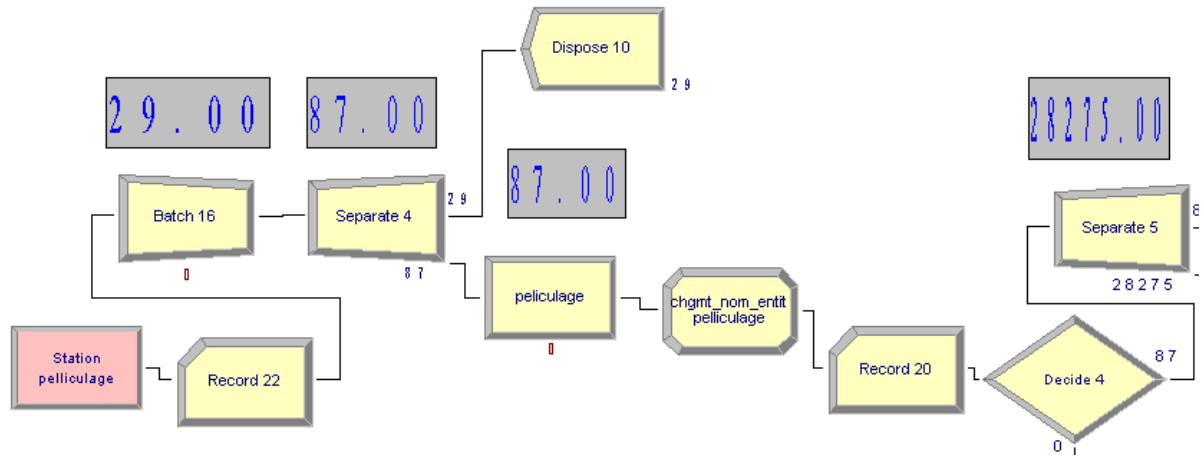 Dispose 10
29
29.00
87.00
28275.00
87.00
Batch 16
0
Separate 4
29
87
Separate 5
8
28275
peliculage
0
chgmt_nom_entit
pelliculage
Station
pelliculage
Record 22
Record 20
Decide 4
87
0